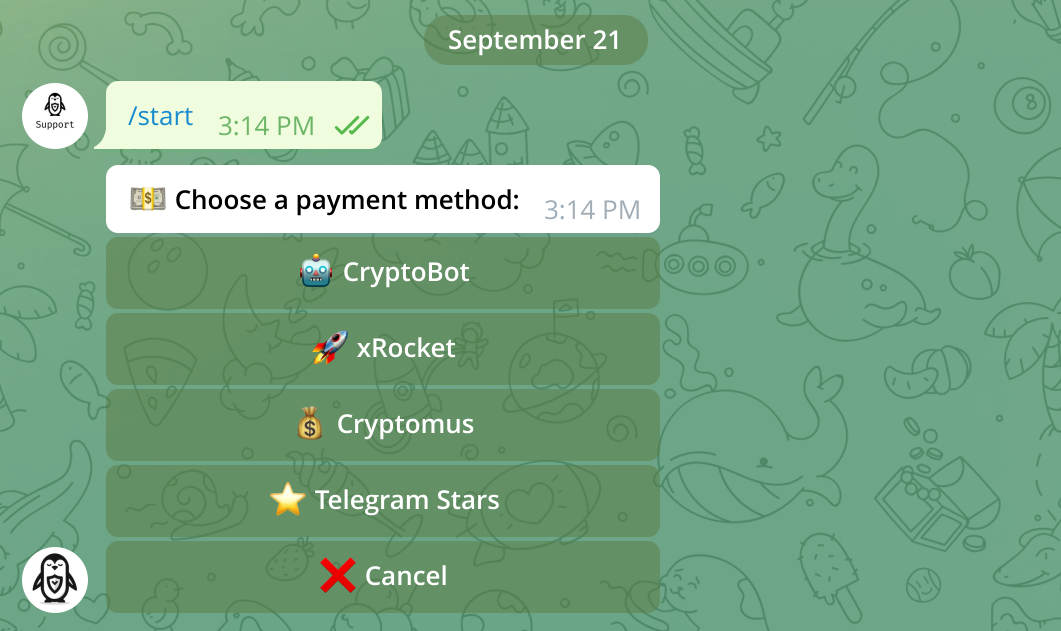 September 21
Support
/start 3:14 PM
💵 Choose a payment method: 3:14 PM
🤖 CryptoBot
🚀 xRocket
💰 Cryptomus
⭐ Telegram Stars
❌ Cancel